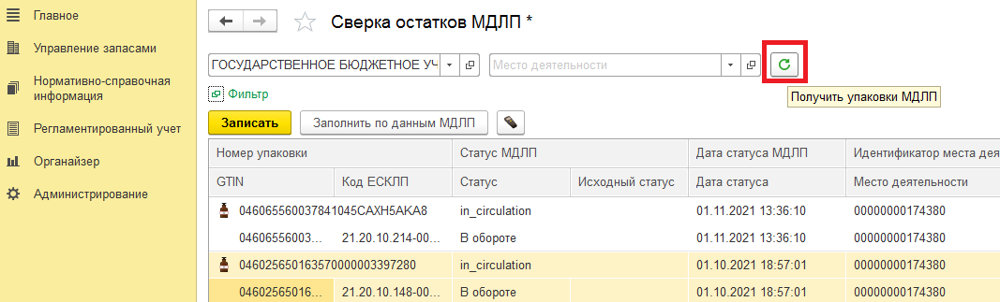 Главное
Управление запасами
Нормативно-справочная
информация
Регламентированный учет
Органайзер
Администрирование
Сверка остатков МДЛП *
ГОСУДАРСТВЕННОЕ БЮДЖЕТНОЕ УЧ
Место деятельности
Получить упаковки МДЛП
Фильтр
Записать
Заполнить по данным МДЛП
Номер упаковки Статус МДЛП Дата статуса МДЛП Идентификатор места дея
GTIN Код ЕСКЛП Статус Исходный статус Дата статуса Место деятельности
046065560037841045CAXH5AKA8 in_circulation 01.11.2021 13:36:10 00000000174380
04606556003... 21.20.10.214-00... В обороте 01.11.2021 13:36:10 00000000174380
046025650163570000003397280 in_circulation 01.10.2021 18:57:01 00000000174380
04602565016... 21.20.10.148-00... В обороте 01.10.2021 18:57:01 00000000174380